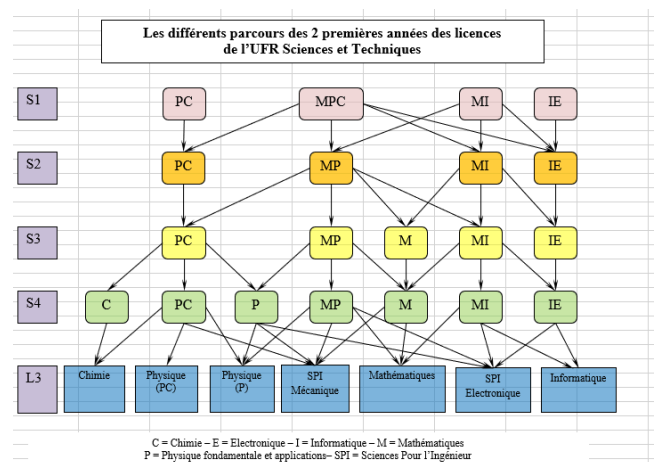 Les différents parcours des 2 premières années des licences
de l'UFR Sciences et Techniques
S1 PC MPC MI IE
S2 PC MP MI IE
S3 PC MP M MI IE
S4 C PC P MP M MI IE
L3 Chimie Physique (PC) Physique (P) SPI Mécanique Mathématiques SPI Electronique Informatique
C = Chimie – E = Electronique – I = Informatique – M = Mathématiques
P = Physique fondamentale et applications– SPI = Sciences Pour l'Ingénieur